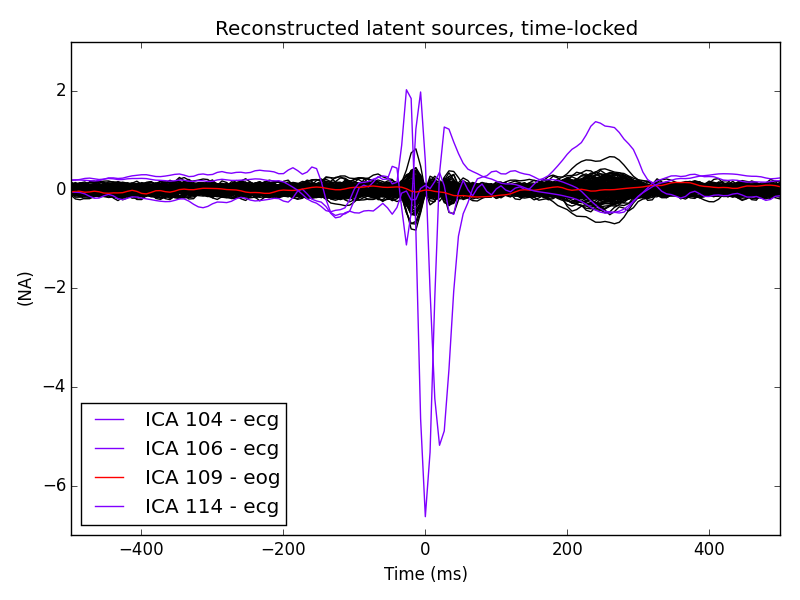 Reconstructed latent sources, time-locked
2
0
−2
−4
−6
(NA)
ICA 104 - ecg
ICA 106 - ecg
ICA 109 - eog
ICA 114 - ecg
−400 −200 0 200 400
Time (ms)